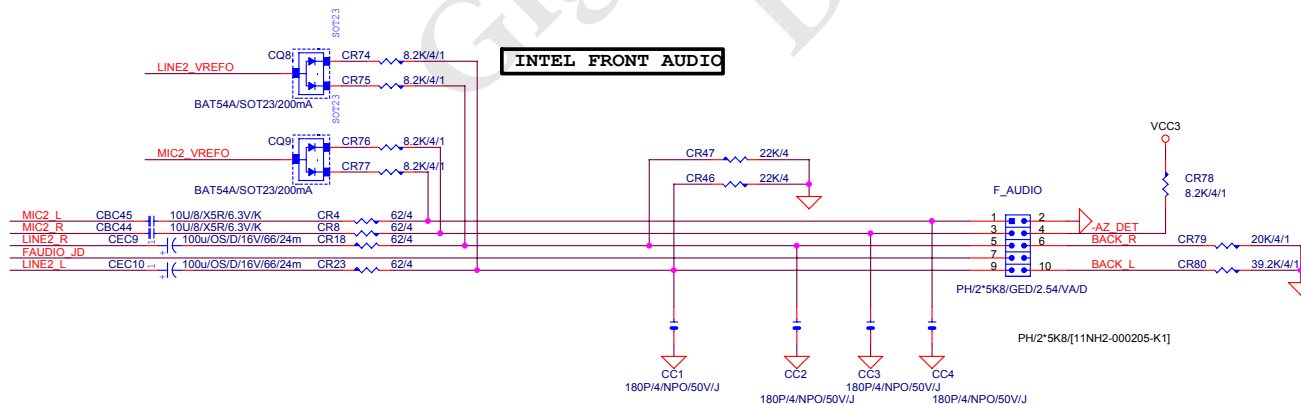 Gig
D
SOT23
CQ8 CR74 8.2K/4/1
INTEL FRONT AUDIO
LINE2_VREFO
CR75 8.2K/4/1
BAT54A/SOT23/200mA
SOT23
VCC3
CQ9 CR76 8.2K/4/1
MIC2_VREFO
CR47 22K/4
CR77 8.2K/4/1
CR46 22K/4
CR78
8.2K/4/1
BAT54A/SOT23/200mA
F_AUDIO
MIC2_L CBC45 10U/8/X5R/6.3V/K CR4 62/4
1 2
MIC2_R CBC44 10U/8/X5R/6.3V/K CR8 62/4
3 4 -AZ_DET
LINE2_R CEC9 1 + 100u/OS/D/16V/66/24m CR18 62/4
5 6 BACK_R CR79 20K/4/1
FAUDIO_JD
7
LINE2_L CEC10 1 + 100u/OS/D/16V/66/24m CR23 62/4
9 10 BACK_L CR80 39.2K/4/1
PH/2*5K8/GED/2.54/VA/D
PH/2*5K8/[11NH2-000205-K1]
CC1 CC2 CC3 CC4
180P/4/NPO/50V/J 180P/4/NPO/50V/J
180P/4/NPO/50V/J 180P/4/NPO/50V/J